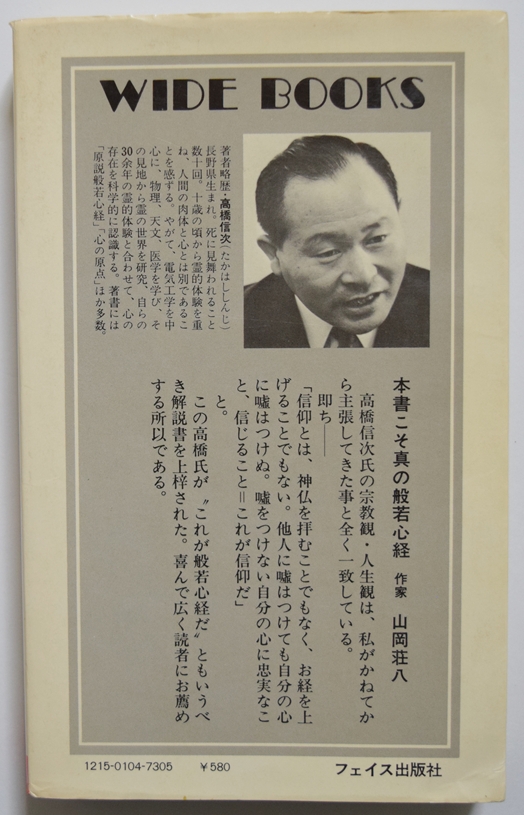 WIDE BOOKS
著者略歴・高橋信次(たかはししんじ)
長野県生まれ。死に見舞われること
数十回。十歳の頃から霊的体験を重
ね、人間の肉体と心とは別であるこ
とを感ずる。やがて、電気工学を中
心に、物理、天文、医学を学び、そ
の見地から霊の世界を研究、自らの
30余年の霊的体験と合わせて、心の
存在を科学的に認識する。著書には
「原説般若心経」「心の原点」ほか多数。
本書こそ真の般若心経 作家 山岡荘八
高橋信次氏の宗教観・人生観は、私がかねてか
ら主張してきた事と全く一致している。
即ち――
「信仰とは、神仏を拝むことでもなく、お経を上
げることでもない。他人に嘘はつけても自分の心
に嘘はつけぬ。嘘をつけない自分の心に忠実なこ
と、信じること＝これが信仰だ」
と。
この高橋氏が〝これが般若心経だ〟ともいうべ
き解説書を上梓された。喜んで広く読者にお薦め
する所以である。
1215-0104-7305 ￥580
フェイス出版社